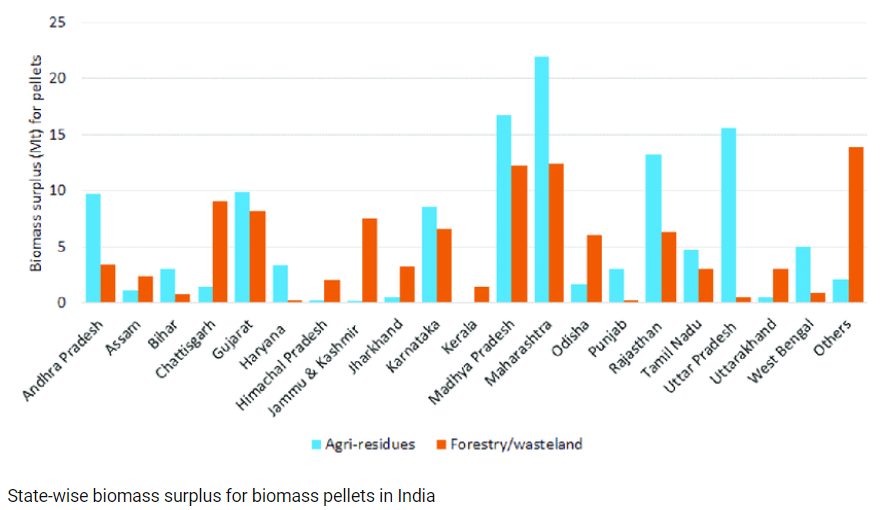 25
20
15
10
5
0
Biomass surplus (Mt) for pellets
Andhra Pradesh
Assam
Bihar
Chattisgarh
Gujarat
Haryana
Himachal Pradesh
Jammu & Kashmir
Jharkhand
Karnataka
Kerala
Madhya Pradesh
Maharashtra
Odisha
Punjab
Rajasthan
Tamil Nadu
Uttar Pradesh
Uttarakhand
West Bengal
Others
Agri-residues Forestry/wasteland
State-wise biomass surplus for biomass pellets in India